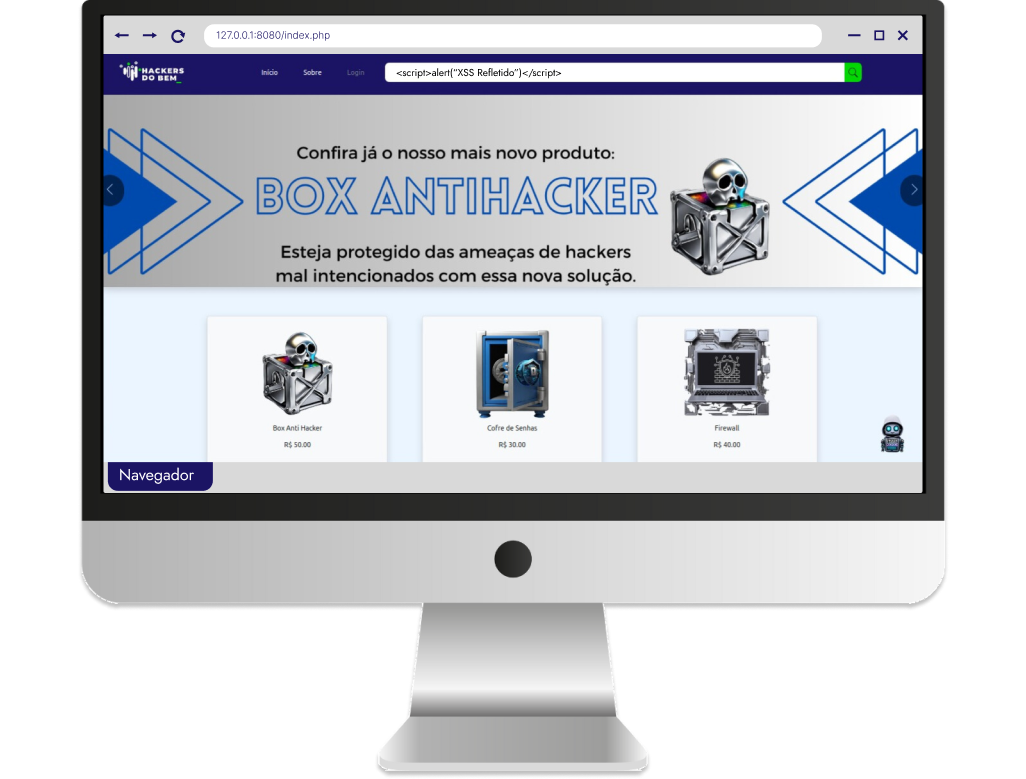 127.0.0.1:8080/index.php
HACKERS
DO BEM_
Início Sobre Login <script>alert("XSS Refletido")</script>
Confira já o nosso mais novo produto:
BOX ANTIHACKER
Esteja protegido das ameaças de hackers
mal intencionados com essa nova solução.
Box Anti Hacker Cofre de Senhas Firewall
R$ 50.00 R$ 30.00 R$ 40.00
Navegador